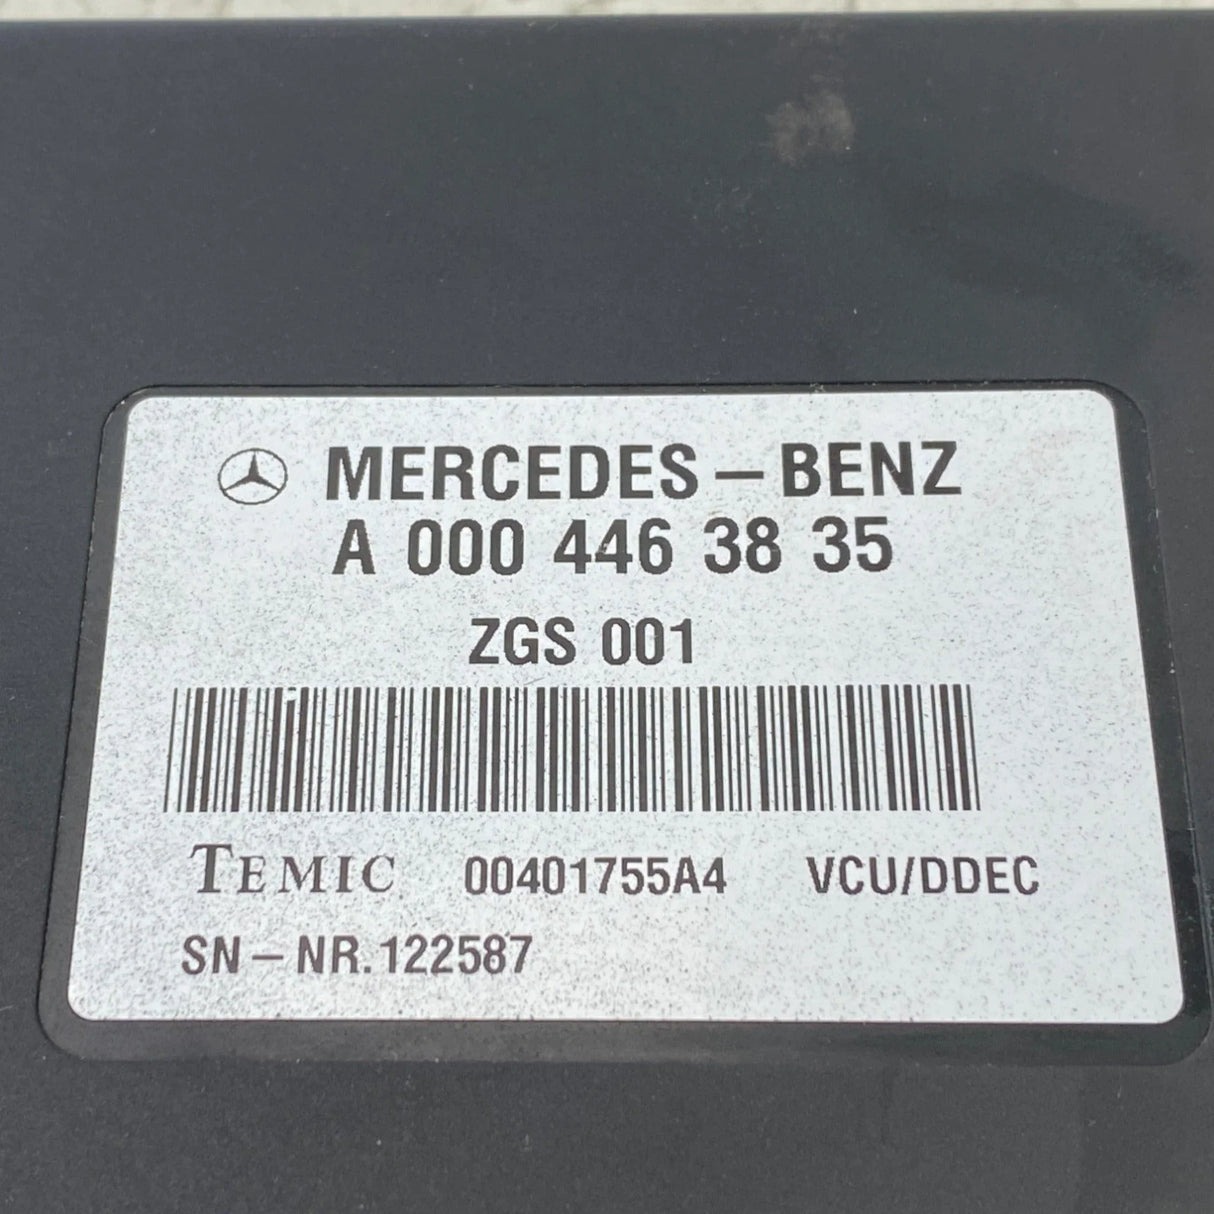 MERCEDES-BENZ
A 000 446 38 35
ZGS 001
TEMIC 00401755A4 VCU/DDEC
SN-NR.122587